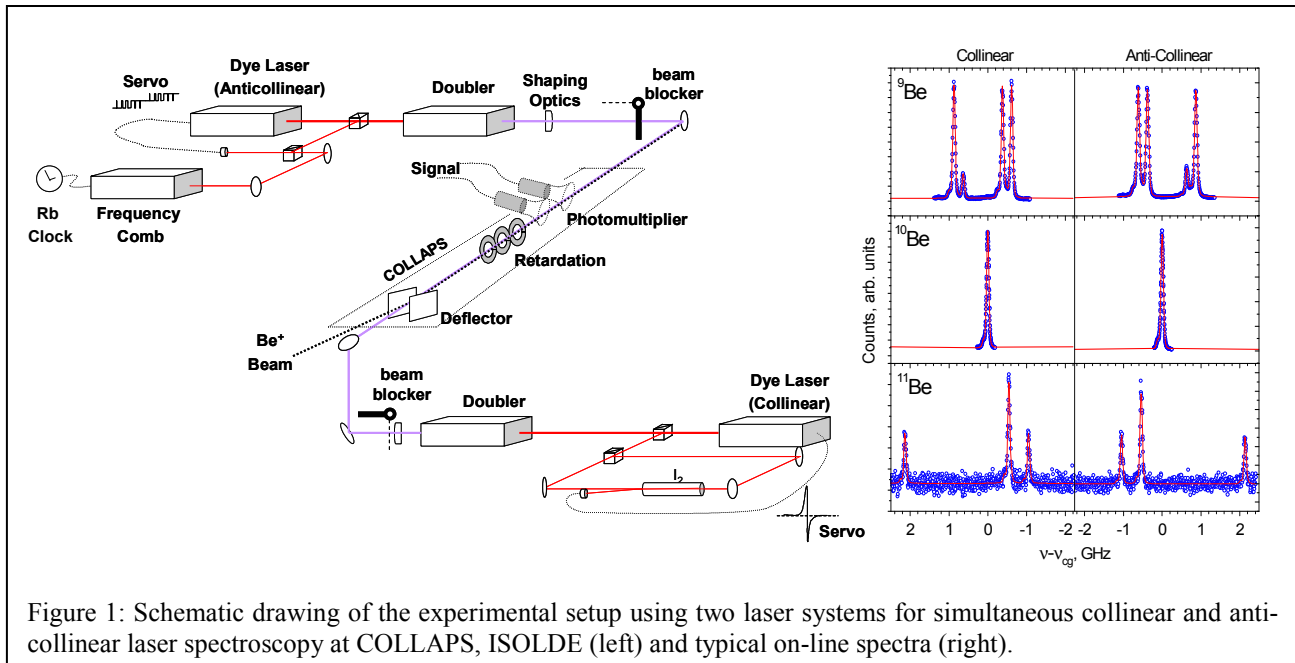 Servo
Dye Laser
(Anticollinear)
Doubler
Shaping
Optics
beam
blocker
Rb
Clock
Frequency
Comb
Signal
Photomultiplier
COLLAPS
Retardation
Deflector
Be+
Beam
beam
blocker
Doubler
Dye Laser
(Collinear)
I2
Servo
Collinear
Anti-Collinear
9Be
10Be
11Be
Counts, arb. units
2 1 0 -1 -2 -2 -1 0 1 2
ν-νcg, GHz
Figure 1: Schematic drawing of the experimental setup using two laser systems for simultaneous collinear and anti-
collinear laser spectroscopy at COLLAPS, ISOLDE (left) and typical on-line spectra (right).